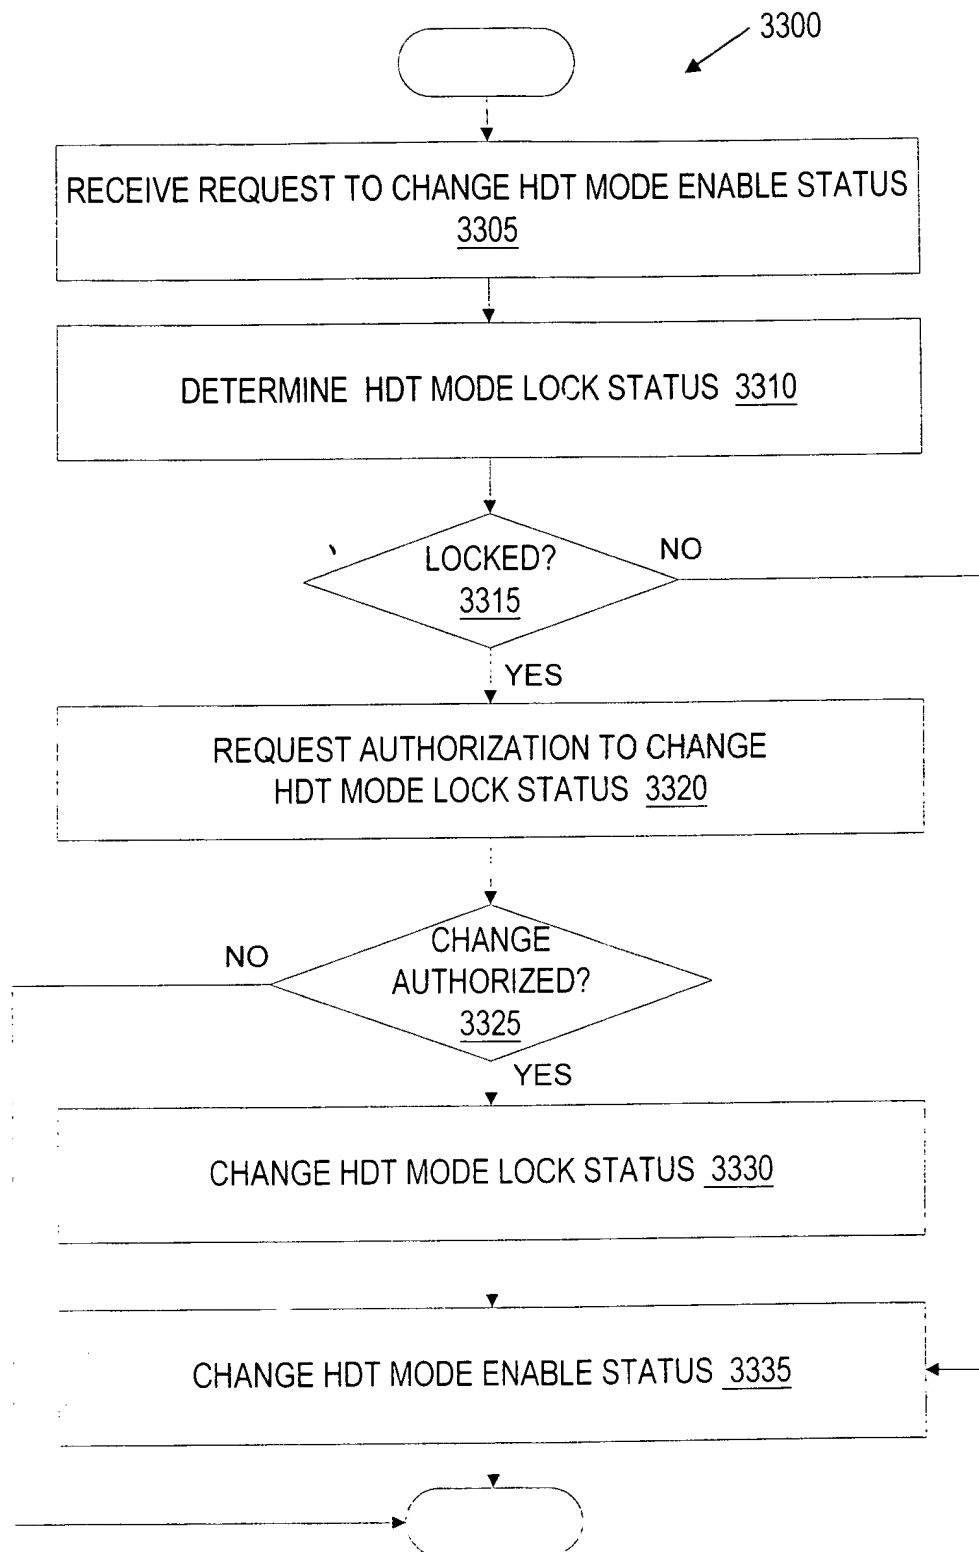 3300
RECEIVE REQUEST TO CHANGE HDT MODE ENABLE STATUS
3305
DETERMINE HDT MODE LOCK STATUS 3310
LOCKED?
3315
NO
YES
REQUEST AUTHORIZATION TO CHANGE
HDT MODE LOCK STATUS 3320
NO
CHANGE
AUTHORIZED?
3325
YES
CHANGE HDT MODE LOCK STATUS 3330
CHANGE HDT MODE ENABLE STATUS 3335